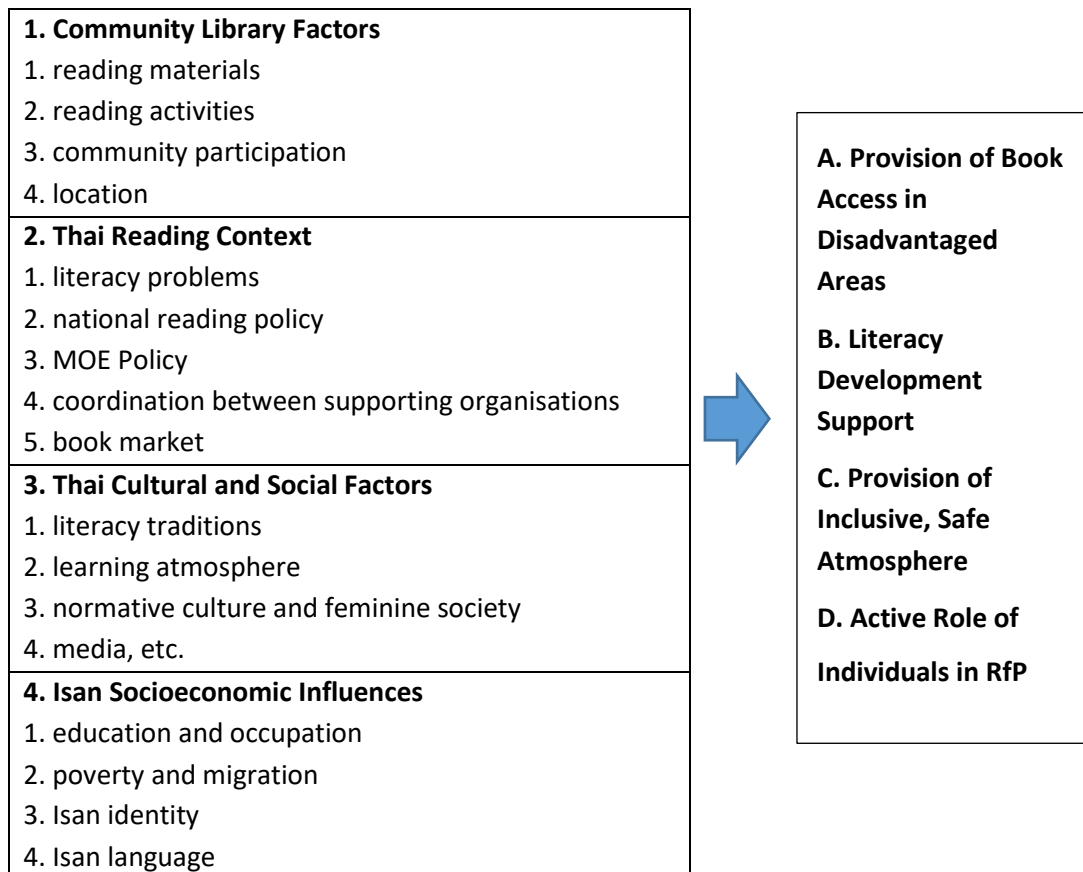 1. Community Library Factors
1. reading materials
2. reading activities
3. community participation
4. location
2. Thai Reading Context
1. literacy problems
2. national reading policy
3. MOE Policy
4. coordination between supporting organisations
5. book market
3. Thai Cultural and Social Factors
1. literacy traditions
2. learning atmosphere
3. normative culture and feminine society
4. media, etc.
4. Isan Socioeconomic Influences
1. education and occupation
2. poverty and migration
3. Isan identity
4. Isan language
A. Provision of Book
Access in
Disadvantaged
Areas
B. Literacy
Development
Support
C. Provision of
Inclusive, Safe
Atmosphere
D. Active Role of
Individuals in RfP